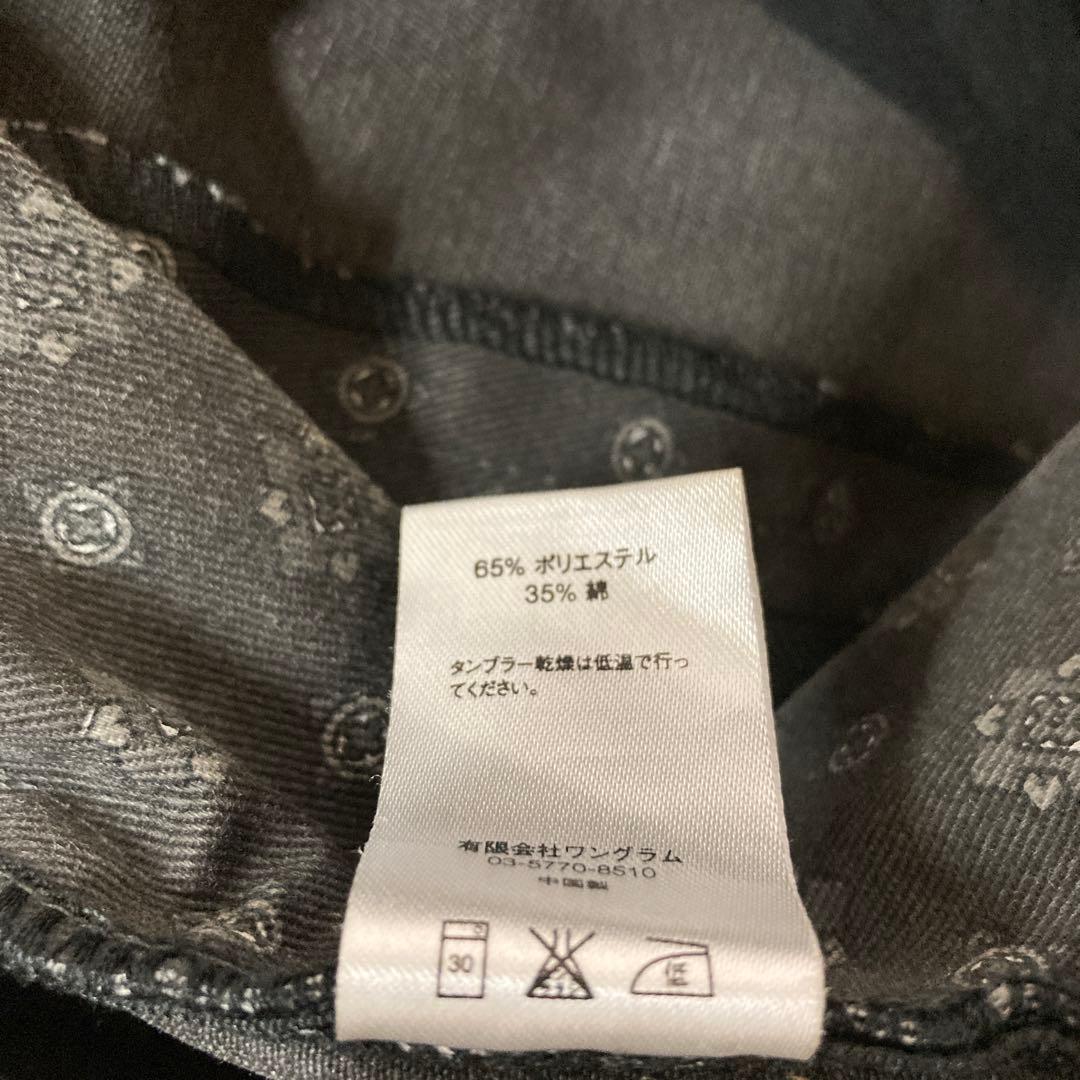 65% ポリエステル
35% 綿
タンブラー乾燥は低温で行っ
てください。
有限会社ワングラム
03-5770-8510
中国製
30
低